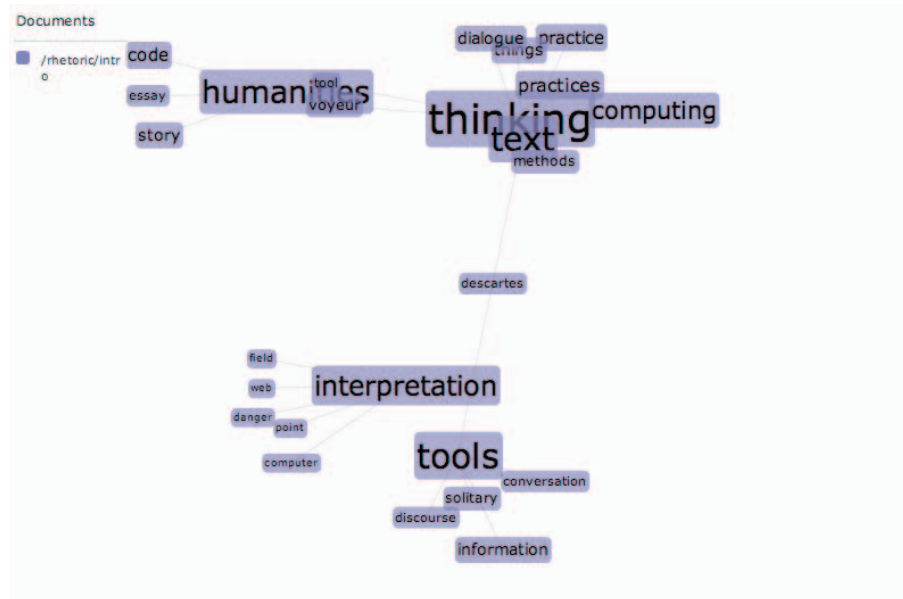 Documents
/rhetoric/intr
o
code
essay
story
humanities
tool
voyeur
dialogue
practice
things
practices
thinking
computing
text
methods
descartes
field
web
danger
point
computer
interpretation
tools
conversation
solitary
discourse
information